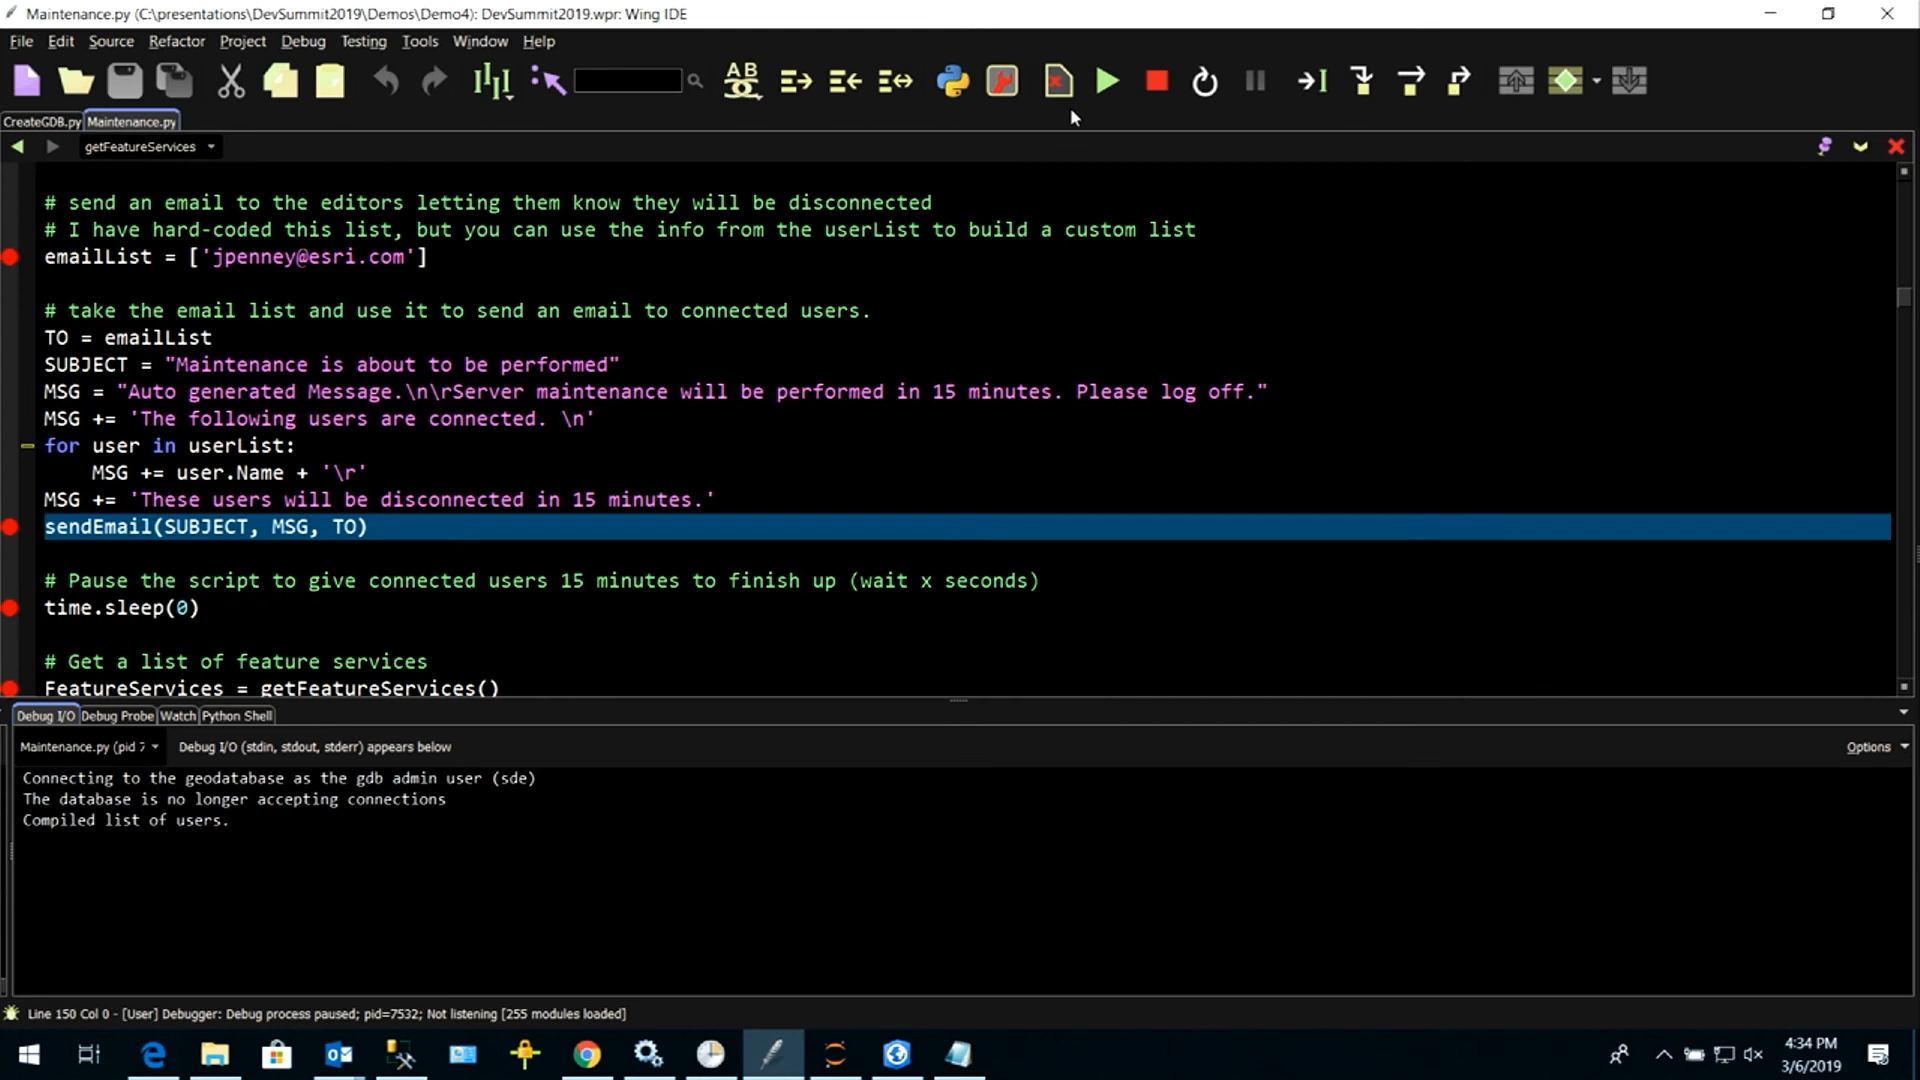 Maintenance.py (C:\presentations\DevSummit2019\Demos\Demo4): DevSummit2019.wpr: Wing IDE
File Edit Source Refactor Project Debug Testing Tools Window Help
AB
CreateGDB.py Maintenance.py
getFeatureServices
# send an email to the editors letting them know they will be disconnected
# I have hard-coded this list, but you can use the info from the userList to build a custom list
emailList = ['jpenney@esri.com']
# take the email list and use it to send an email to connected users.
TO = emailList
SUBJECT = "Maintenance is about to be performed"
MSG = "Auto generated Message.\n\rServer maintenance will be performed in 15 minutes. Please log off."
MSG += 'The following users are connected. \n'
for user in userList:
    MSG += user.Name + '\r'
MSG += 'These users will be disconnected in 15 minutes.'
sendEmail(SUBJECT, MSG, TO)
# Pause the script to give connected users 15 minutes to finish up (wait x seconds)
time.sleep(0)
# Get a list of feature services
FeatureServices = getFeatureServices()
Debug I/O Debug Probe Watch Python Shell
Maintenance.py (pid 7 Debug I/O (stdin, stdout, stderr) appears below Options
Connecting to the geodatabase as the gdb admin user (sde)
The database is no longer accepting connections
Compiled list of users.
Line 150 Col 0 - [User] Debugger: Debug process paused; pid=7532; Not listening [255 modules loaded]
4:34 PM
3/6/2019